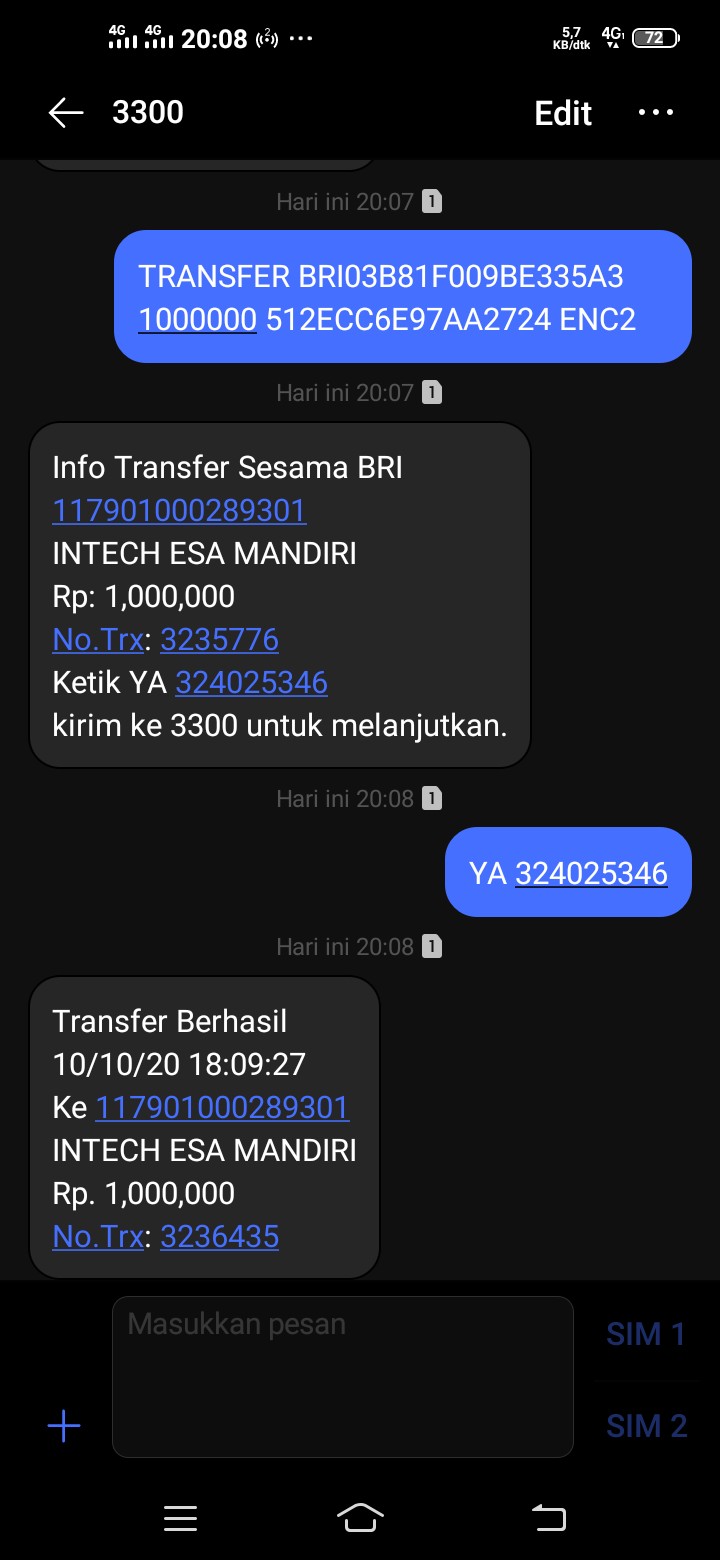 4G 4G 20:08 2 ... 5,7 KB/dtk 4G 72
3300 Edit ...
Hari ini 20:07 1
TRANSFER BRI03B81F009BE335A3
1000000 512ECC6E97AA2724 ENC2
Hari ini 20:07 1
Info Transfer Sesama BRI
117901000289301
INTECH ESA MANDIRI
Rp: 1,000,000
No.Trx: 3235776
Ketik YA 324025346
kirim ke 3300 untuk melanjutkan.
Hari ini 20:08 1
YA 324025346
Hari ini 20:08 1
Transfer Berhasil
10/10/20 18:09:27
Ke 117901000289301
INTECH ESA MANDIRI
Rp. 1,000,000
No.Trx: 3236435
Masukkan pesan
SIM 1
SIM 2